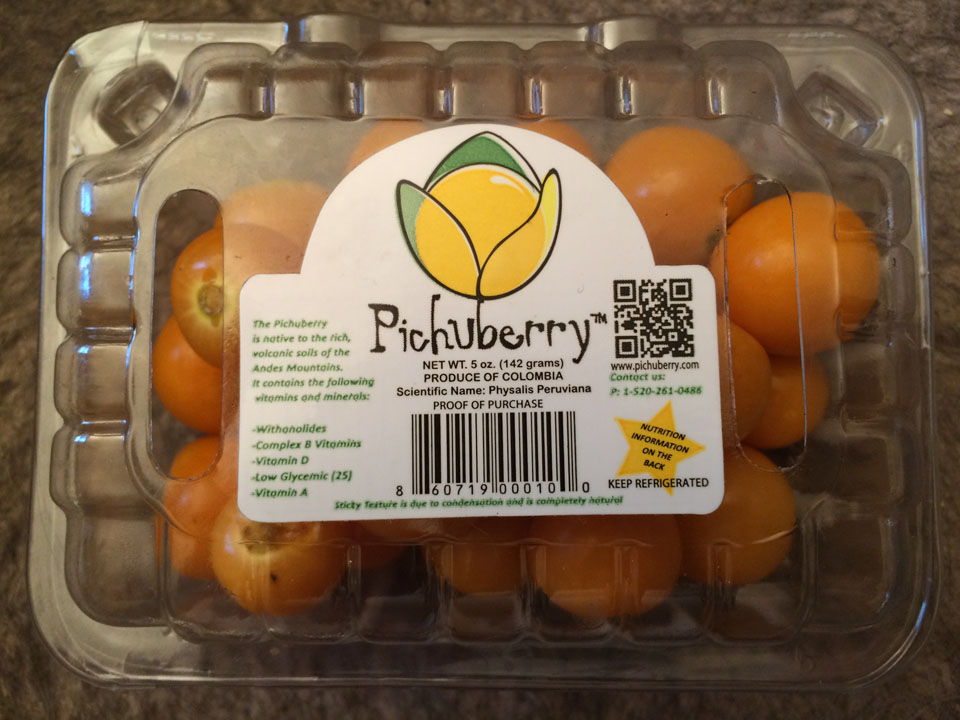 Pichuberry™
NET WT. 5 oz. (142 grams)
PRODUCE OF COLOMBIA
Scientific Name: Physalis Peruviana
PROOF OF PURCHASE
8 60719 00010 0
The Pichuberry
is native to the rich,
volcanic soils of the
Andes Mountains.
It contains the following
vitamins and minerals:
-Withanolides
-Complex B Vitamins
-Vitamin D
-Low Glycemic (25)
-Vitamin A
www.pichuberry.com
Contact us:
P: 1-520-261-0486
NUTRITION
INFORMATION
ON THE
BACK
KEEP REFRIGERATED
Sticky Texture is due to condensation and is completely natural